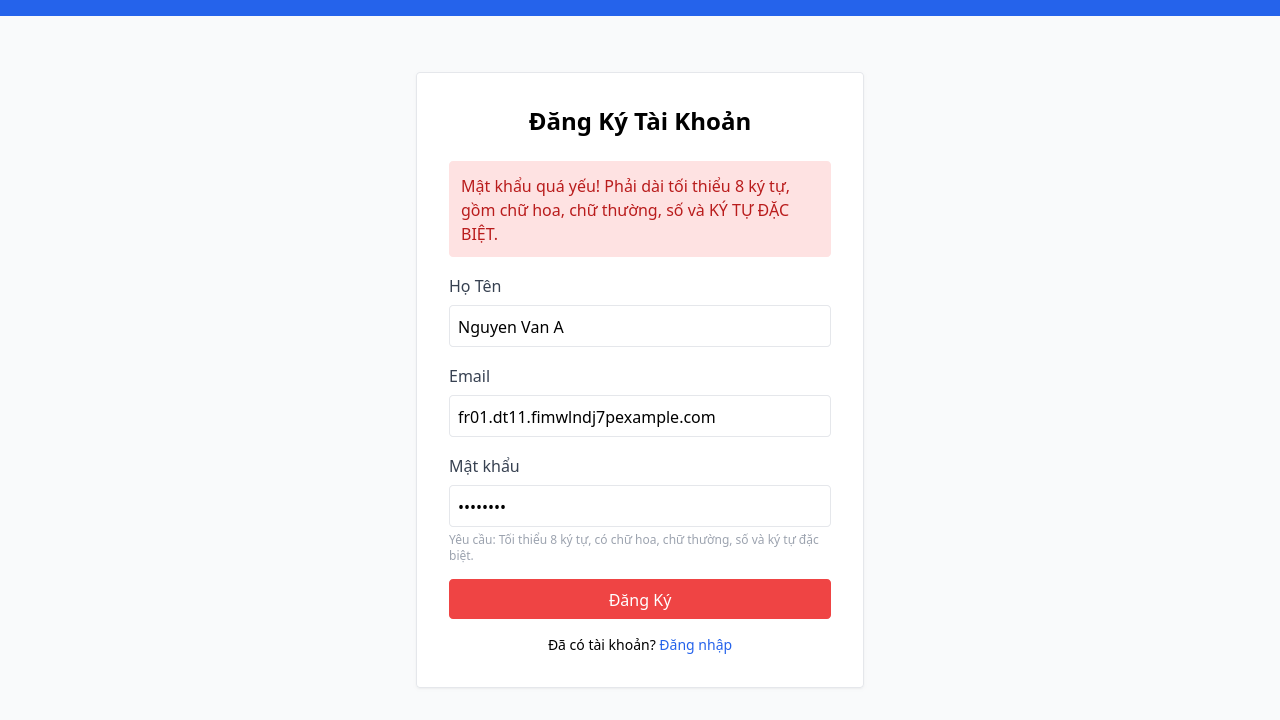 Đăng Ký Tài Khoản
Mật khẩu quá yếu! Phải dài tối thiểu 8 ký tự,
gồm chữ hoa, chữ thường, số và KÝ TỰ ĐẶC
BIỆT.
Họ Tên
Nguyen Van A
Email
fr01.dt11.fimwlndj7pexample.com
Mật khẩu
••••••••
Yêu cầu: Tối thiểu 8 ký tự, có chữ hoa, chữ thường, số và ký tự đặc
biệt.
Đăng Ký
Đã có tài khoản? Đăng nhập